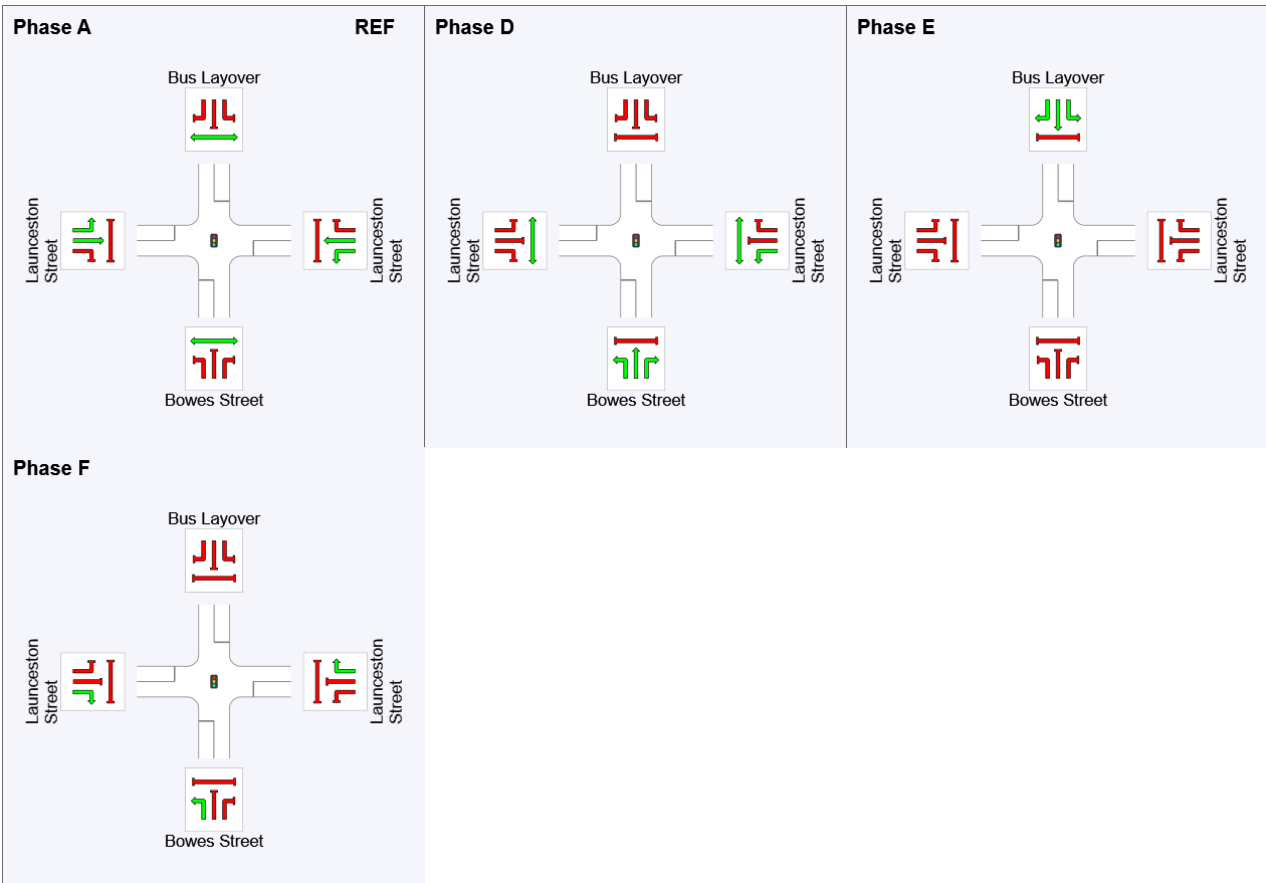 Phase A
REF
Bus Layover
Launceston
Street
Launceston
Street
Bowes Street
Phase D
Bus Layover
Launceston
Street
Launceston
Street
Bowes Street
Phase E
Bus Layover
Launceston
Street
Launceston
Street
Bowes Street
Phase F
Bus Layover
Launceston
Street
Launceston
Street
Bowes Street